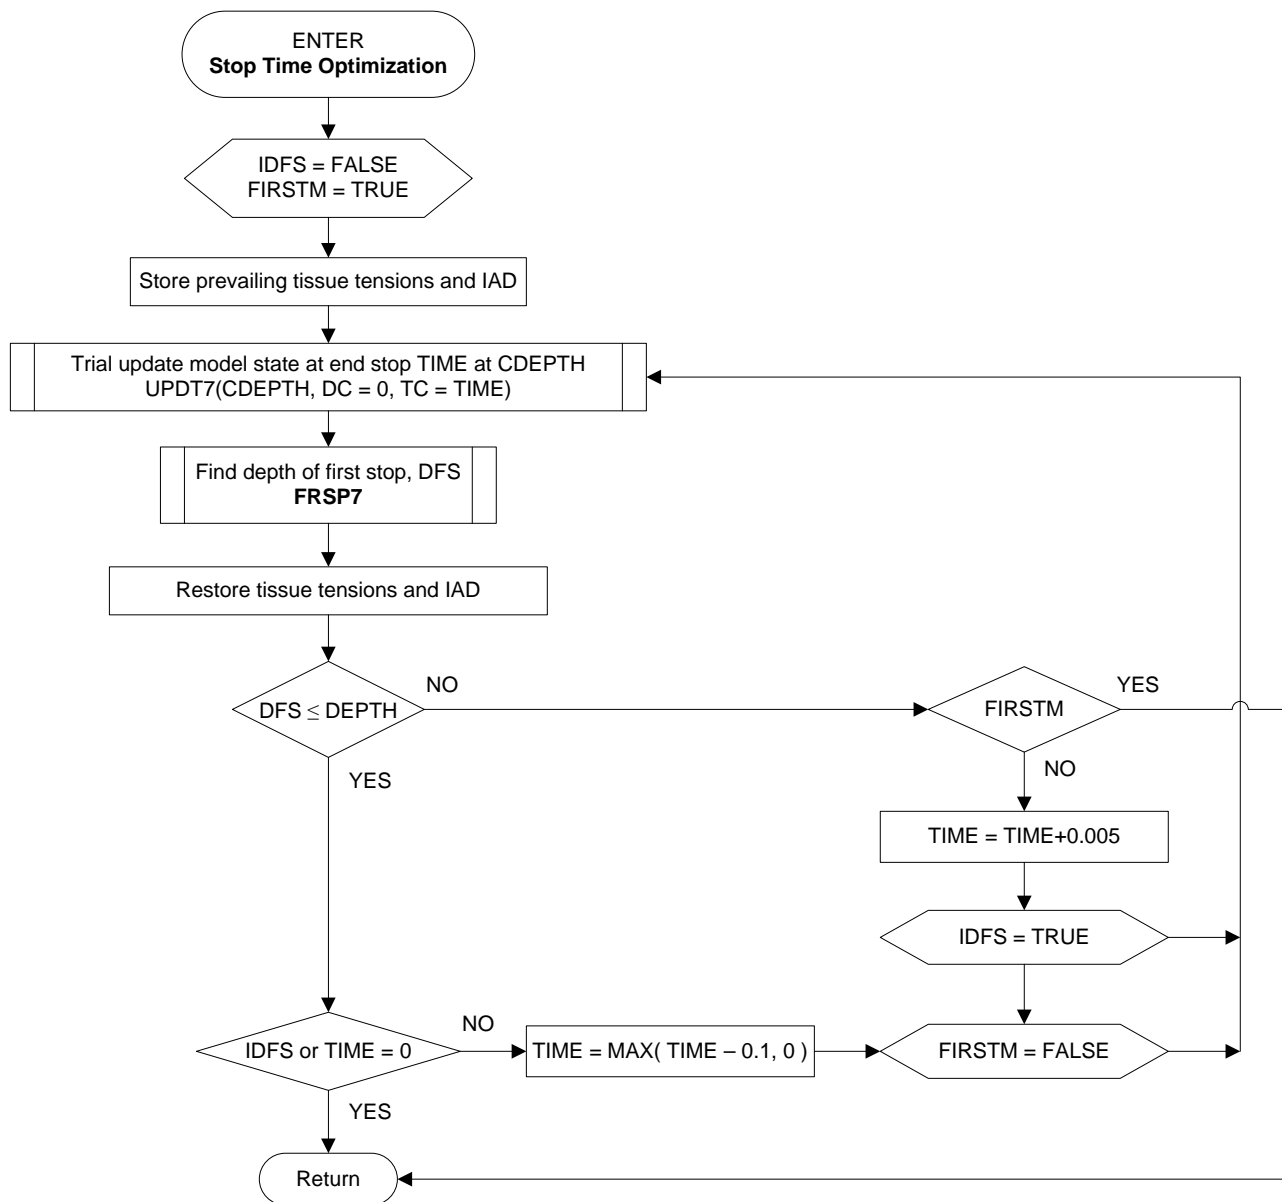 ENTER
Stop Time Optimization
IDFS = FALSE
FIRSTM = TRUE
Store prevailing tissue tensions and IAD
Trial update model state at end stop TIME at CDEPTH
UPDT7(CDEPTH, DC = 0, TC = TIME)
Find depth of first stop, DFS
FRSP7
Restore tissue tensions and IAD
DFS ≤ DEPTH
NO
YES
FIRSTM
YES
NO
TIME = TIME+0.005
IDFS = TRUE
IDFS or TIME = 0
NO
YES
TIME = MAX( TIME – 0.1, 0 )
FIRSTM = FALSE
Return